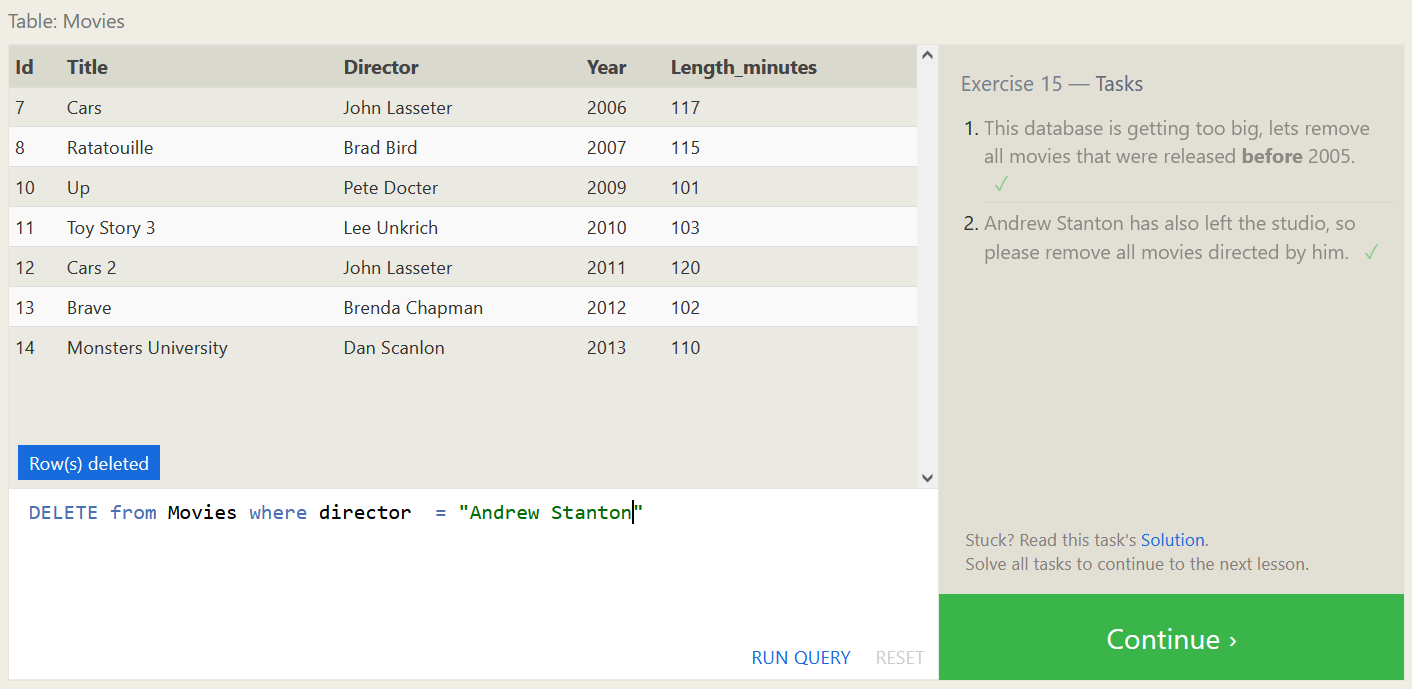 Table: Movies
Id Title Director Year Length_minutes
7 Cars John Lasseter 2006 117
8 Ratatouille Brad Bird 2007 115
10 Up Pete Docter 2009 101
11 Toy Story 3 Lee Unkrich 2010 103
12 Cars 2 John Lasseter 2011 120
13 Brave Brenda Chapman 2012 102
14 Monsters University Dan Scanlon 2013 110
Row(s) deleted
DELETE from Movies where director  = "Andrew Stanton"
RUN QUERY RESET
Exercise 15 — Tasks
1. This database is getting too big, lets remove
all movies that were released before 2005.
✓
2. Andrew Stanton has also left the studio, so
please remove all movies directed by him. ✓
Stuck? Read this task's Solution.
Solve all tasks to continue to the next lesson.
Continue ›